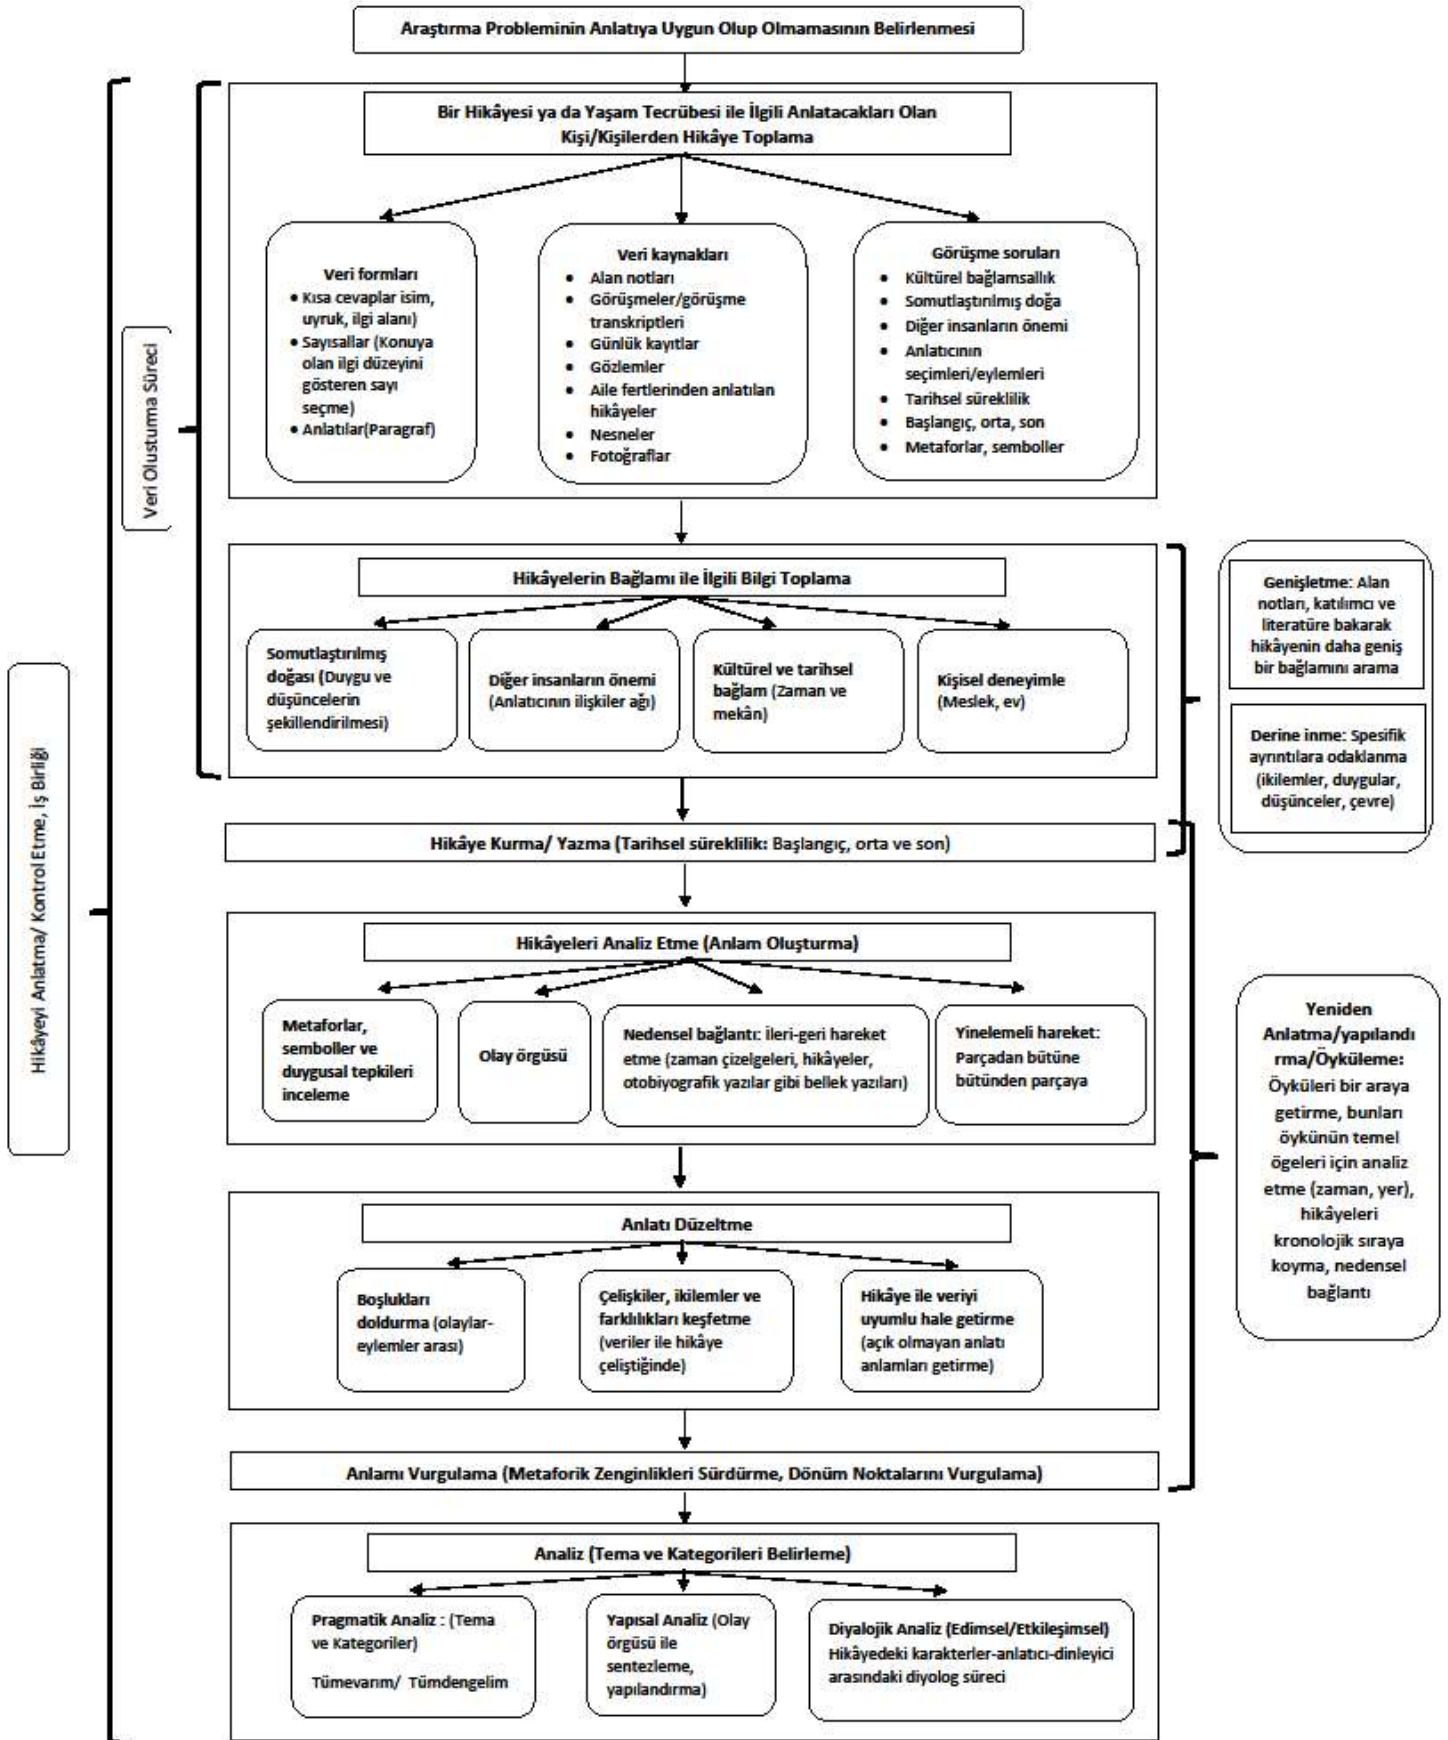 Araştırma Probleminin Anlatıya Uygun Olup Olmamasının Belirlenmesi
Bir Hikâyesi ya da Yaşam Tecrübesi ile İlgili Anlatacakları Olan
Kişi/Kişilerden Hikâye Toplama
Veri formları
• Kısa cevaplar isim,
uyruk, ilgi alanı)
• Sayısallar (Konuya
olan ilgi düzeyini
gösteren sayı
seçme)
• Anlatılar(Paragraf)
Veri kaynakları
• Alan notları
• Görüşmeler/görüşme
transkriptleri
• Günlük kayıtlar
• Gözlemler
• Aile fertlerinden anlatılan
hikâyeler
• Nesneler
• Fotoğraflar
Görüşme soruları
• Kültürel bağlamsallık
• Somutlaştırılmış doğa
• Diğer insanların önemi
• Anlatıcının
seçimleri/eylemleri
• Tarihsel süreklilik
• Başlangıç, orta, son
• Metaforlar, semboller
Veri Olusturma Süreci
Hikâyelerin Bağlamı ile İlgili Bilgi Toplama
Somutlaştırılmış
doğası (Duygu ve
düşüncelerin
şekillendirilmesi)
Diğer insanların önemi
(Anlatıcının ilişkiler ağı)
Kültürel ve tarihsel
bağlam (Zaman ve
mekân)
Kişisel deneyimle
(Meslek, ev)
Genişletme: Alan
notları, katılımcı ve
literatüre bakarak
hikâyenin daha geniş
bir bağlamını arama
Derine inme: Spesifik
ayrıntılara odaklanma
(ikilemler, duygular,
düşünceler, çevre)
Hikâyeyi Anlatma/ Kontrol Etme, İş Birliği
Hikâye Kurma/ Yazma (Tarihsel süreklilik: Başlangıç, orta ve son)
Hikâyeleri Analiz Etme (Anlam Oluşturma)
Metaforlar,
semboller ve
duygusal tepkileri
inceleme
Olay örgüsü
Nedensel bağlantı: İleri-geri hareket
etme (zaman çizelgeleri, hikâyeler,
otobiyografik yazılar gibi bellek yazıları)
Yinelemeli hareket:
Parçadan bütüne
bütünden parçaya
Yeniden
Anlatma/yapılandı
rma/Öyküleme:
Öyküleri bir araya
getirme, bunları
öykünün temel
ögeleri için analiz
etme (zaman, yer),
hikâyeleri
kronolojik sıraya
koyma, nedensel
bağlantı
Anlatı Düzeltme
Boşlukları
doldurma (olaylar-
eylemler arası)
Çelişkiler, ikilemler ve
farklılıkları keşfetme
(veriler ile hikâye
çeliştiğinde)
Hikâye ile veriyi
uyumlu hale getirme
(açık olmayan anlatı
anlamları getirme)
Anlamı Vurgulama (Metaforik Zenginlikleri Sürdürme, Dönüm Noktalarını Vurgulama)
Analiz (Tema ve Kategorileri Belirleme)
Pragmatik Analiz : (Tema
ve Kategoriler)
Tümevarım/ Tümdengelim
Yapısal Analiz (Olay
örgüsü ile
sentezleme,
yapılandırma)
Diyalojik Analiz (Edimsel/Etkileşimsel)
Hikâyedeki karakterler-anlatıcı-dinleyici
arasındaki diyolog süreci